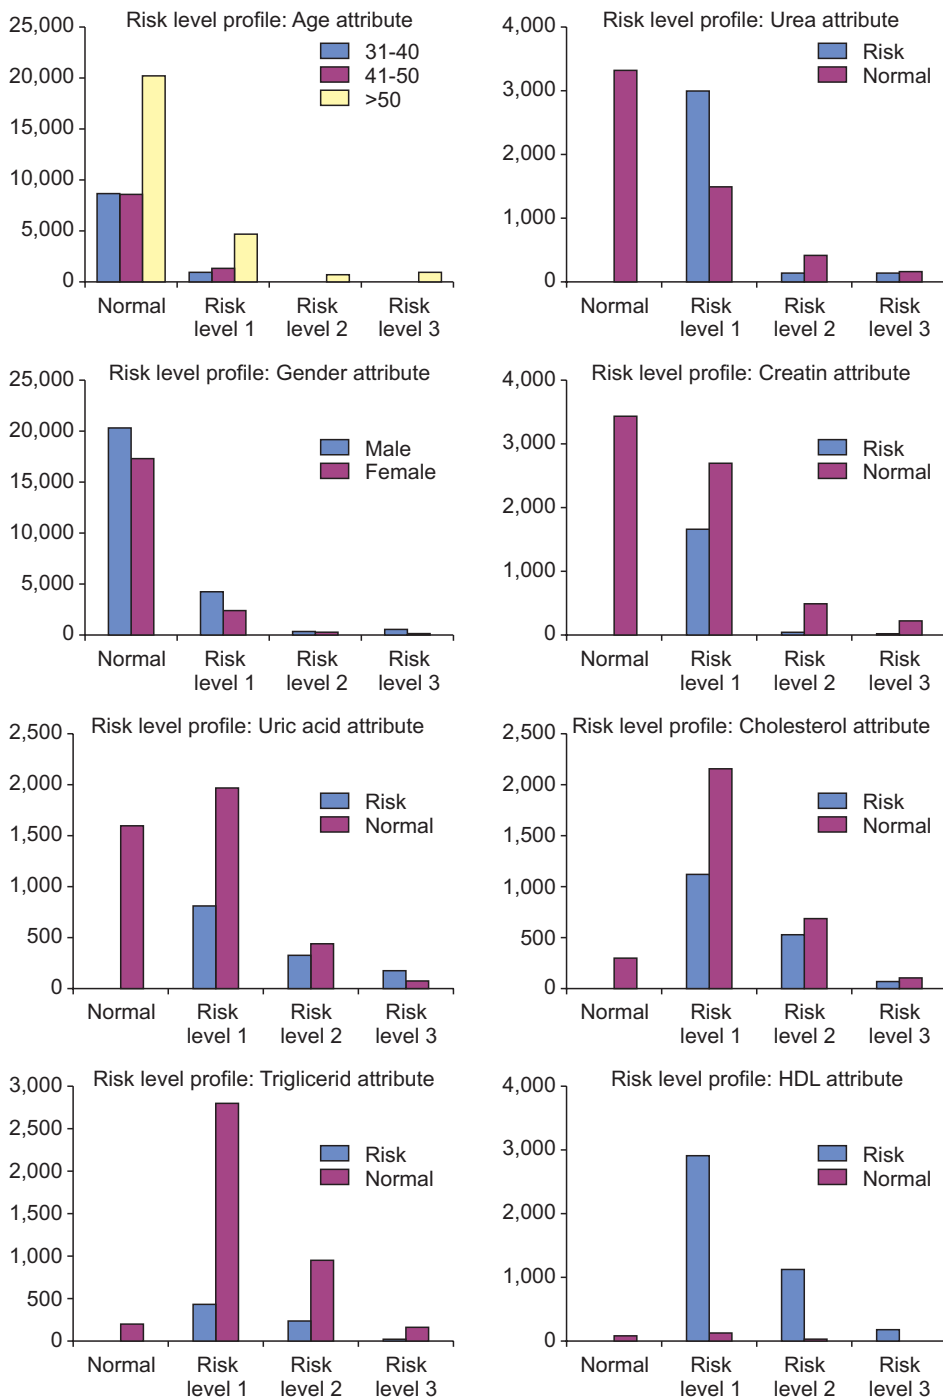 Risk level profile: Age attribute
25,000
20,000
15,000
10,000
5,000
0
31-40
41-50
>50
Normal
Risk
level 1
Risk
level 2
Risk
level 3
Risk level profile: Urea attribute
4,000
3,000
2,000
1,000
0
Risk
Normal
Risk
level 1
Risk
level 2
Risk
level 3
Normal
Risk level profile: Gender attribute
25,000
20,000
15,000
10,000
5,000
0
Male
Female
Normal
Risk
level 1
Risk
level 2
Risk
level 3
Risk level profile: Creatin attribute
4,000
3,000
2,000
1,000
0
Risk
Normal
Normal
Risk
level 1
Risk
level 2
Risk
level 3
Risk level profile: Uric acid attribute
2,500
2,000
1,500
1,000
500
0
Risk
Normal
Normal
Risk
level 1
Risk
level 2
Risk
level 3
Risk level profile: Cholesterol attribute
2,500
2,000
1,500
1,000
500
0
Risk
Normal
Normal
Risk
level 1
Risk
level 2
Risk
level 3
Risk level profile: Triglicerid attribute
3,000
2,500
2,000
1,500
1,000
500
0
Risk
Normal
Normal
Risk
level 1
Risk
level 2
Risk
level 3
Risk level profile: HDL attribute
4,000
3,000
2,000
1,000
0
Risk
Normal
Normal
Risk
level 1
Risk
level 2
Risk
level 3